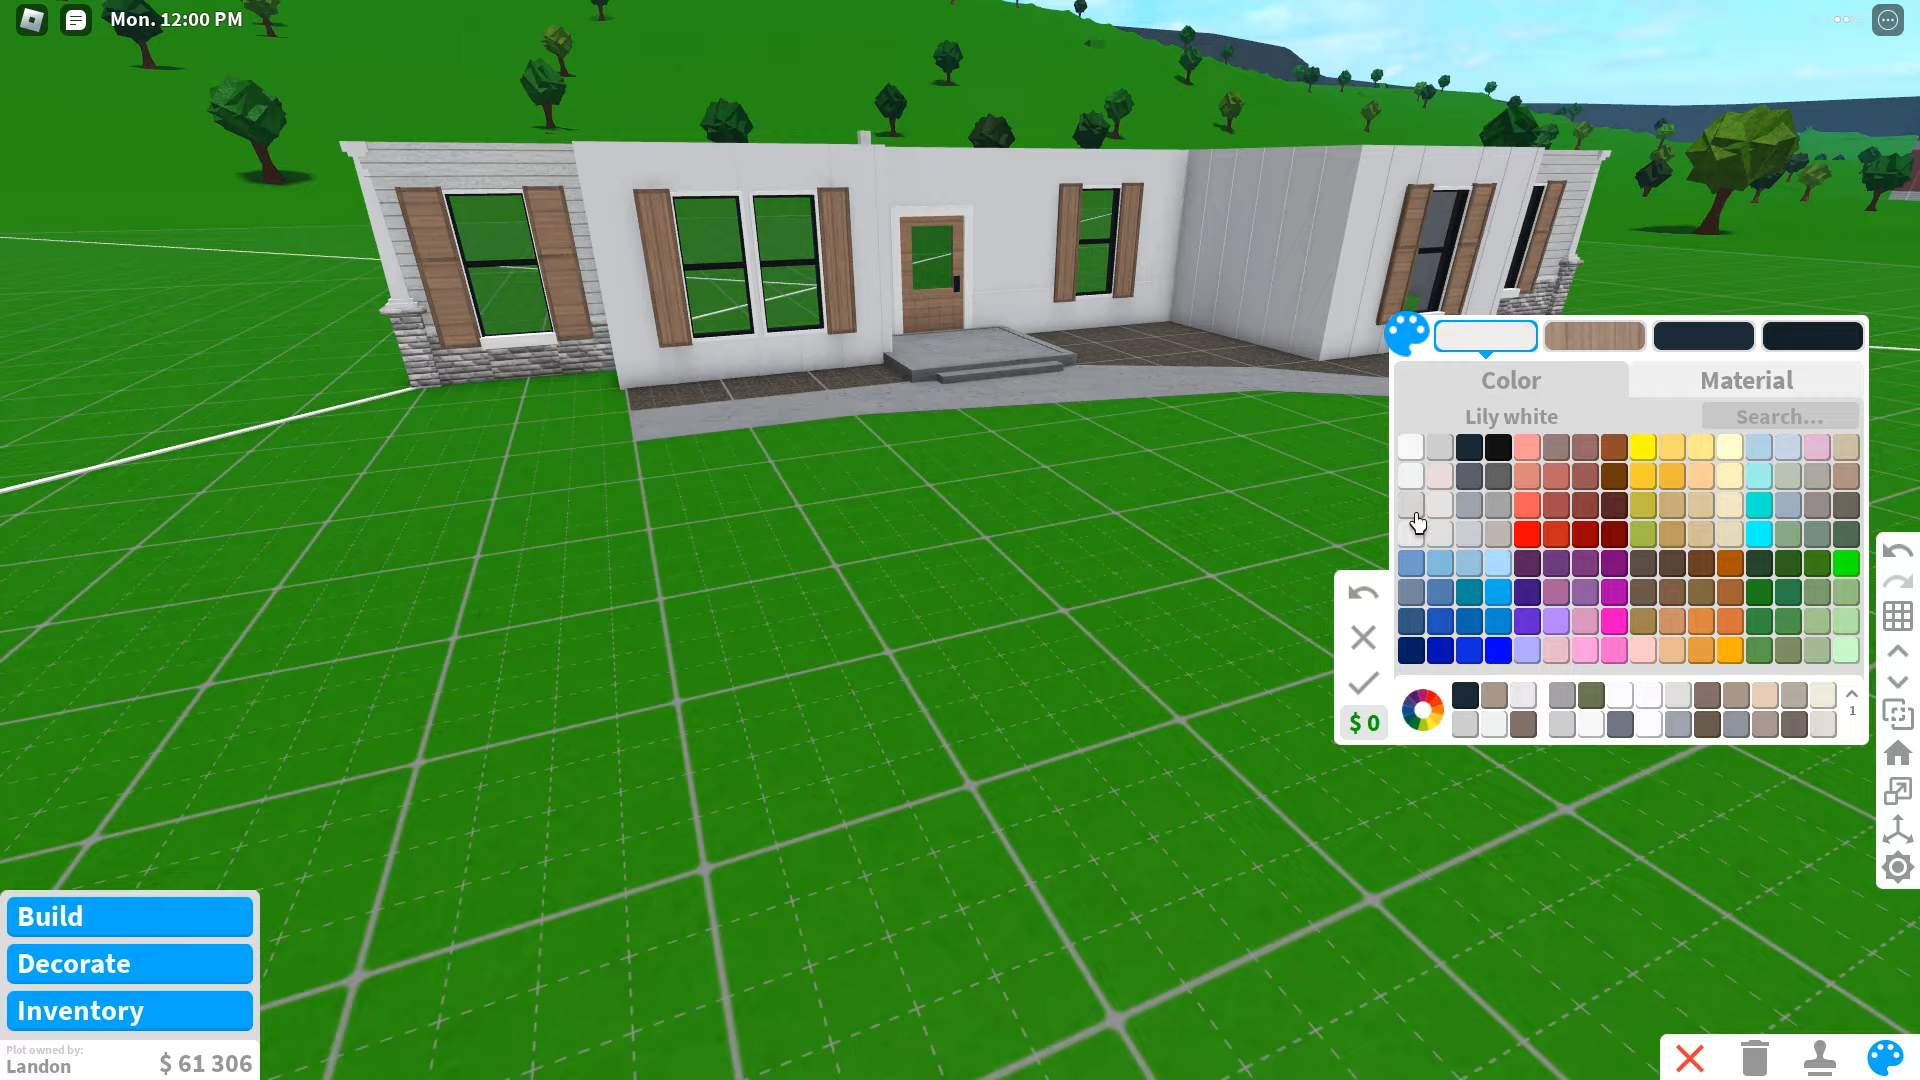 Mon. 12:00 PM
Color
Material
Lily white
Search...
$ 0
1
Build
Decorate
Inventory
Plot owned by:
Landon
$ 61 306